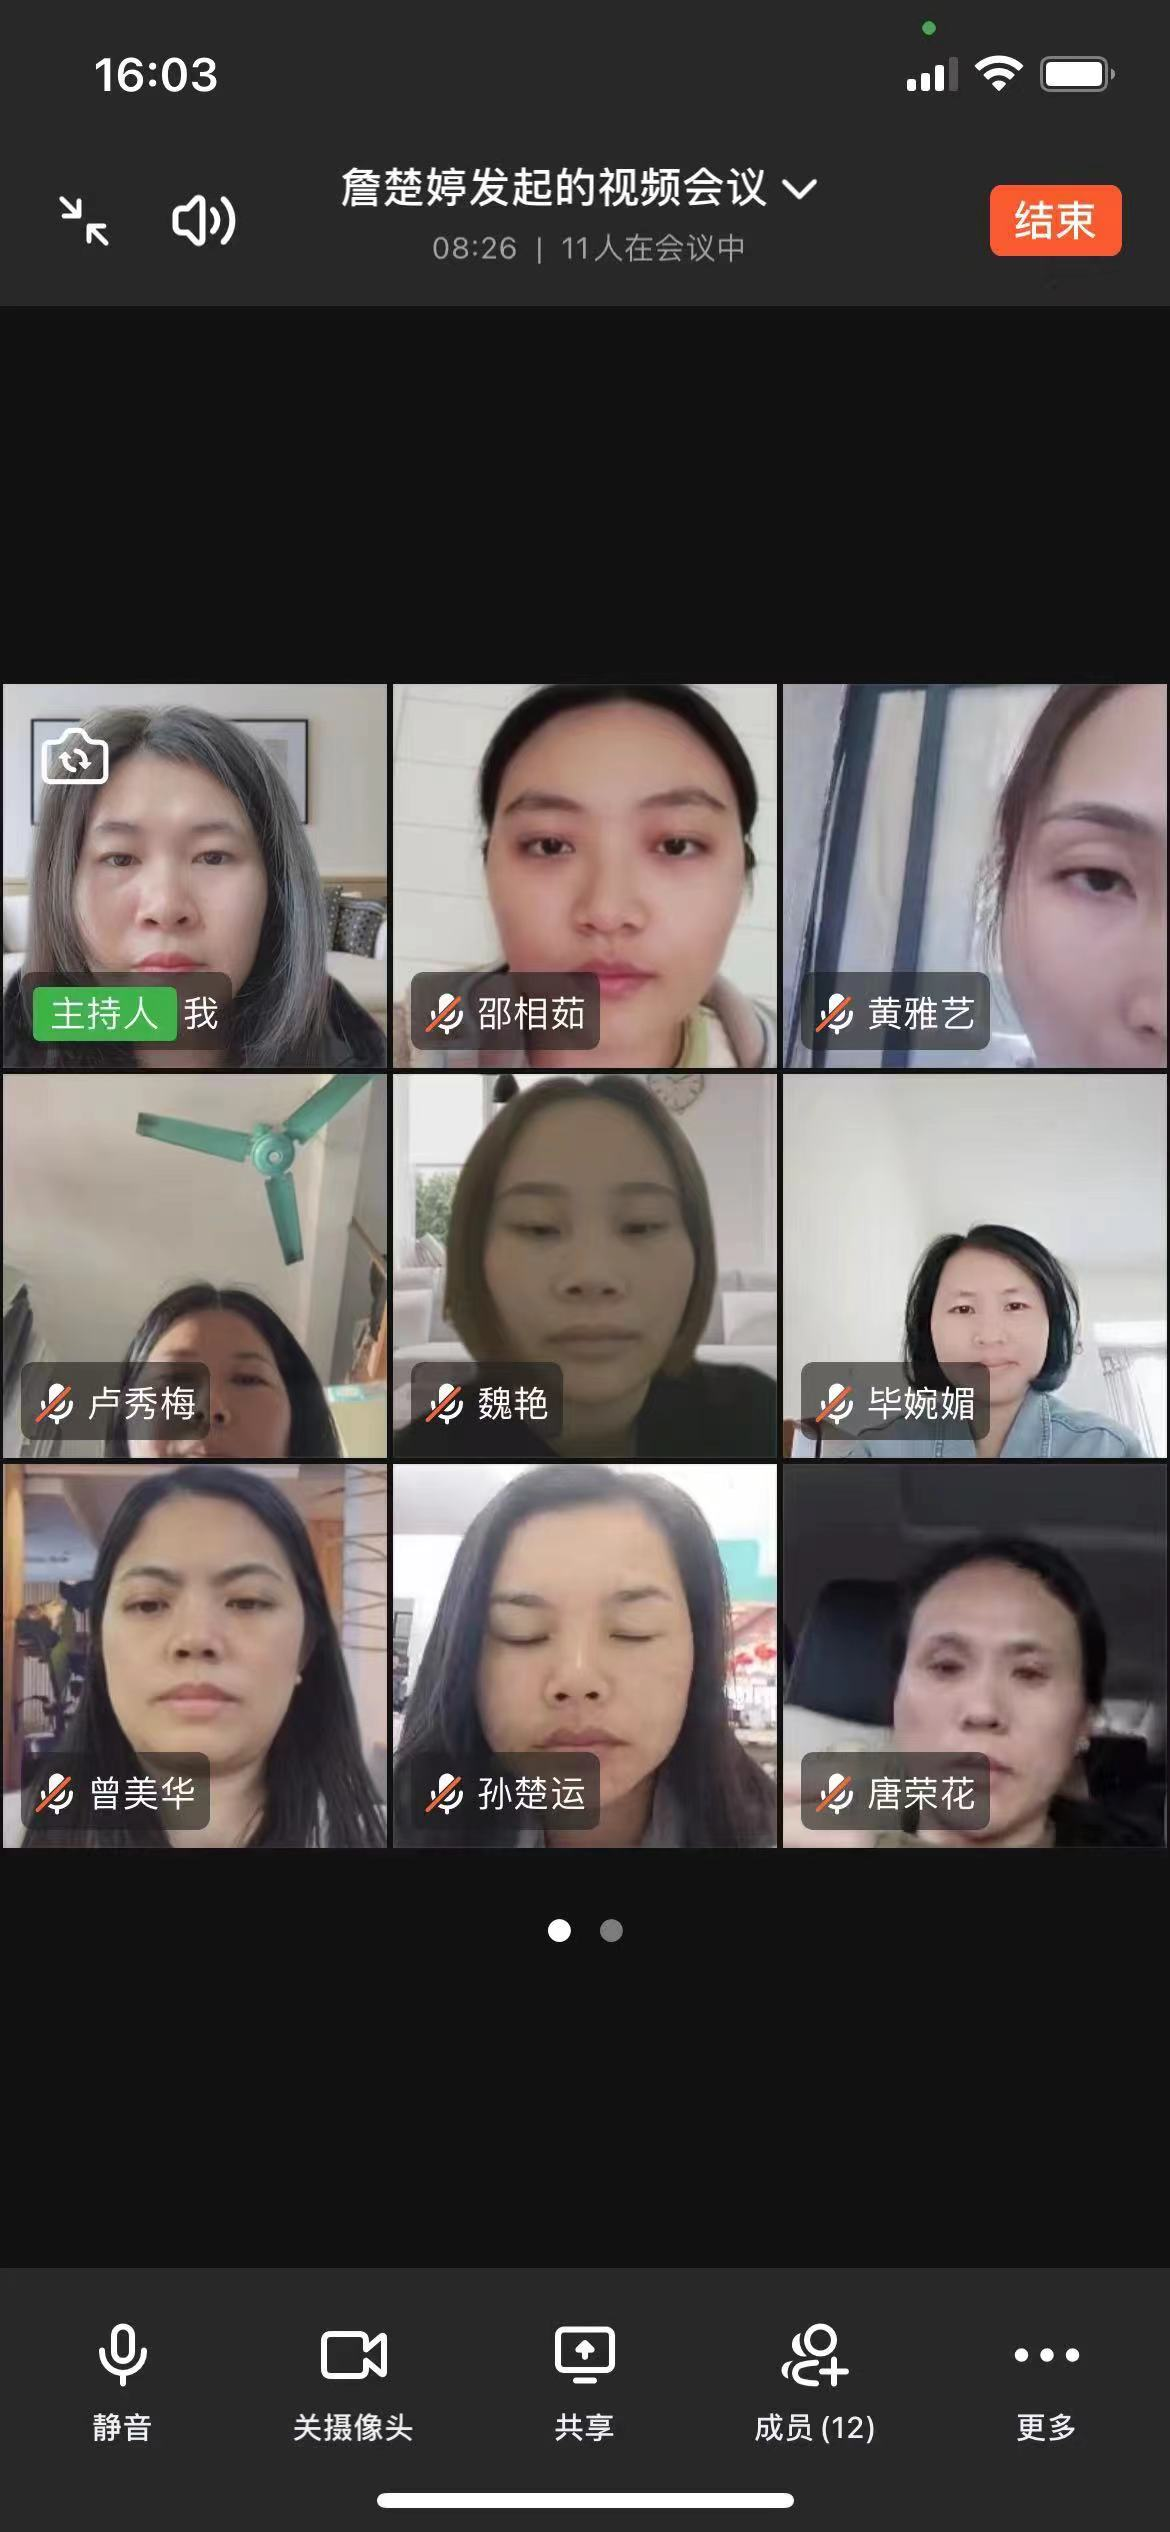 16:03
詹楚婷发起的视频会议
08:26 | 11人在会议中
结束
主持人 我
邵相茹
黄雅艺
卢秀梅
魏艳
毕婉媚
曾美华
孙楚运
唐荣花
静音
关摄像头
共享
成员(12)
更多